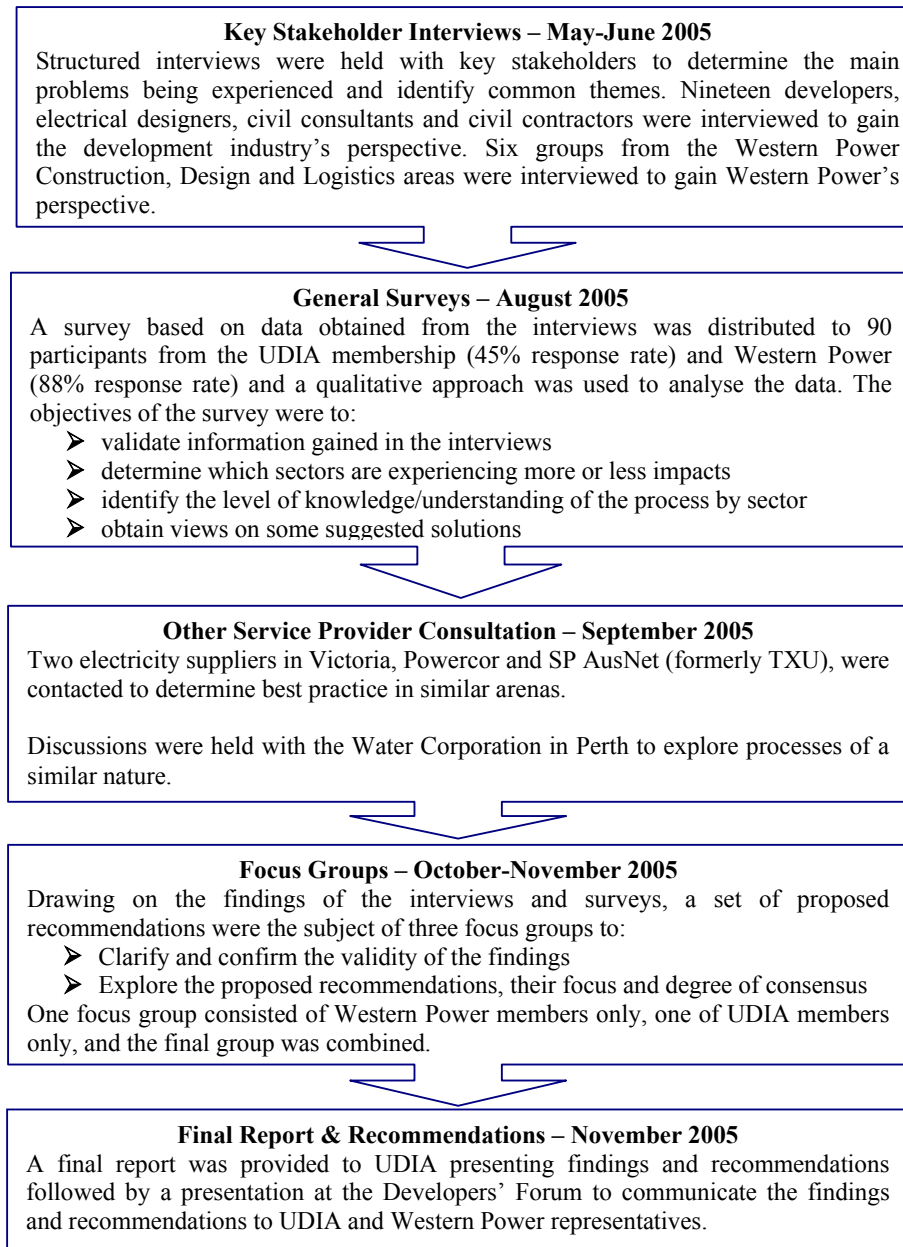 Key Stakeholder Interviews – May-June 2005
Structured interviews were held with key stakeholders to determine the main
problems being experienced and identify common themes. Nineteen developers,
electrical designers, civil consultants and civil contractors were interviewed to gain
the development industry’s perspective. Six groups from the Western Power
Construction, Design and Logistics areas were interviewed to gain Western Power’s
perspective.
General Surveys – August 2005
A survey based on data obtained from the interviews was distributed to 90
participants from the UDIA membership (45% response rate) and Western Power
(88% response rate) and a qualitative approach was used to analyse the data. The
objectives of the survey were to:
➢ validate information gained in the interviews
➢ determine which sectors are experiencing more or less impacts
➢ identify the level of knowledge/understanding of the process by sector
➢ obtain views on some suggested solutions
Other Service Provider Consultation – September 2005
Two electricity suppliers in Victoria, Powercor and SP AusNet (formerly TXU), were
contacted to determine best practice in similar arenas.
Discussions were held with the Water Corporation in Perth to explore processes of a
similar nature.
Focus Groups – October-November 2005
Drawing on the findings of the interviews and surveys, a set of proposed
recommendations were the subject of three focus groups to:
➢ Clarify and confirm the validity of the findings
➢ Explore the proposed recommendations, their focus and degree of consensus
One focus group consisted of Western Power members only, one of UDIA members
only, and the final group was combined.
Final Report & Recommendations – November 2005
A final report was provided to UDIA presenting findings and recommendations
followed by a presentation at the Developers’ Forum to communicate the findings
and recommendations to UDIA and Western Power representatives.